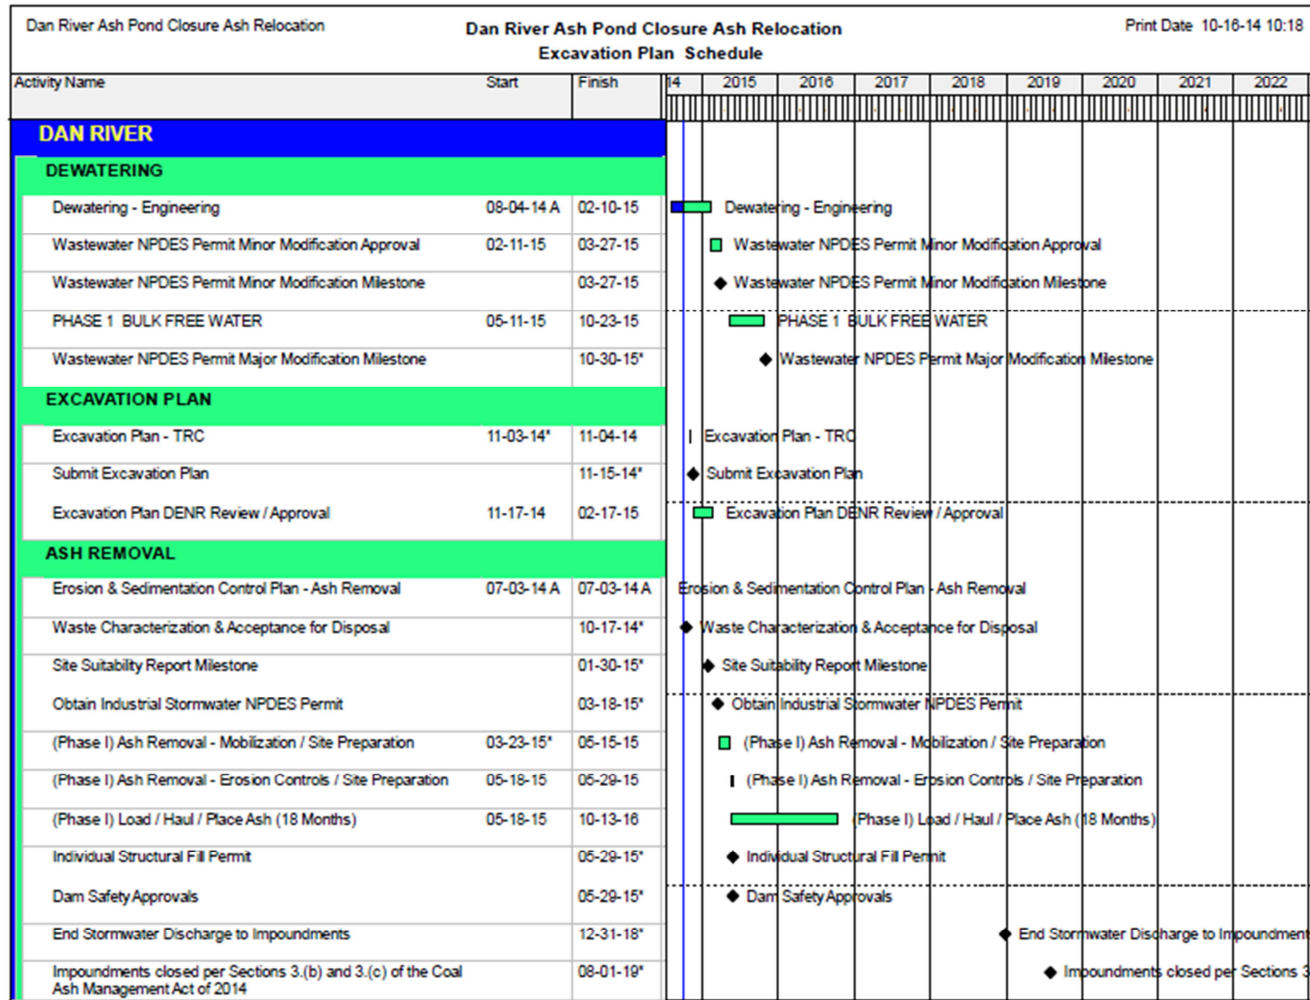 Dan River Ash Pond Closure Ash Relocation
Dan River Ash Pond Closure Ash Relocation
Excavation Plan Schedule
Print Date 10-16-14 10:18
Activity Name Start Finish 14 2015 2016 2017 2018 2019 2020 2021 2022
DAN RIVER
DEWATERING
Dewatering - Engineering 08-04-14 A 02-10-15 Dewatering - Engineering
Wastewater NPDES Permit Minor Modification Approval 02-11-15 03-27-15 Wastewater NPDES Permit Minor Modification Approval
Wastewater NPDES Permit Minor Modification Milestone 03-27-15 Wastewater NPDES Permit Minor Modification Milestone
PHASE 1 BULK FREE WATER 05-11-15 10-23-15 PHASE 1 BULK FREE WATER
Wastewater NPDES Permit Major Modification Milestone 10-30-15* Wastewater NPDES Permit Major Modification Milestone
EXCAVATION PLAN
Excavation Plan - TRC 11-03-14* 11-04-14 Excavation Plan - TRC
Submit Excavation Plan 11-15-14* Submit Excavation Plan
Excavation Plan DENR Review / Approval 11-17-14 02-17-15 Excavation Plan DENR Review / Approval
ASH REMOVAL
Erosion & Sedimentation Control Plan - Ash Removal 07-03-14 A 07-03-14 A Erosion & Sedimentation Control Plan - Ash Removal
Waste Characterization & Acceptance for Disposal 10-17-14* Waste Characterization & Acceptance for Disposal
Site Suitability Report Milestone 01-30-15* Site Suitability Report Milestone
Obtain Industrial Stormwater NPDES Permit 03-18-15* Obtain Industrial Stormwater NPDES Permit
(Phase I) Ash Removal - Mobilization / Site Preparation 03-23-15* 05-15-15 (Phase I) Ash Removal - Mobilization / Site Preparation
(Phase I) Ash Removal - Erosion Controls / Site Preparation 05-18-15 05-29-15 (Phase I) Ash Removal - Erosion Controls / Site Preparation
(Phase I) Load / Haul / Place Ash (18 Months) 05-18-15 10-13-16 (Phase I) Load / Haul / Place Ash (18 Months)
Individual Structural Fill Permit 05-29-15* Individual Structural Fill Permit
Dam Safety Approvals 05-29-15* Dam Safety Approvals
End Stormwater Discharge to Impoundments 12-31-18* End Stormwater Discharge to Impoundment
Impoundments closed per Sections 3.(b) and 3.(c) of the Coal 08-01-19* Impoundments closed per Sections 3
Ash Management Act of 2014